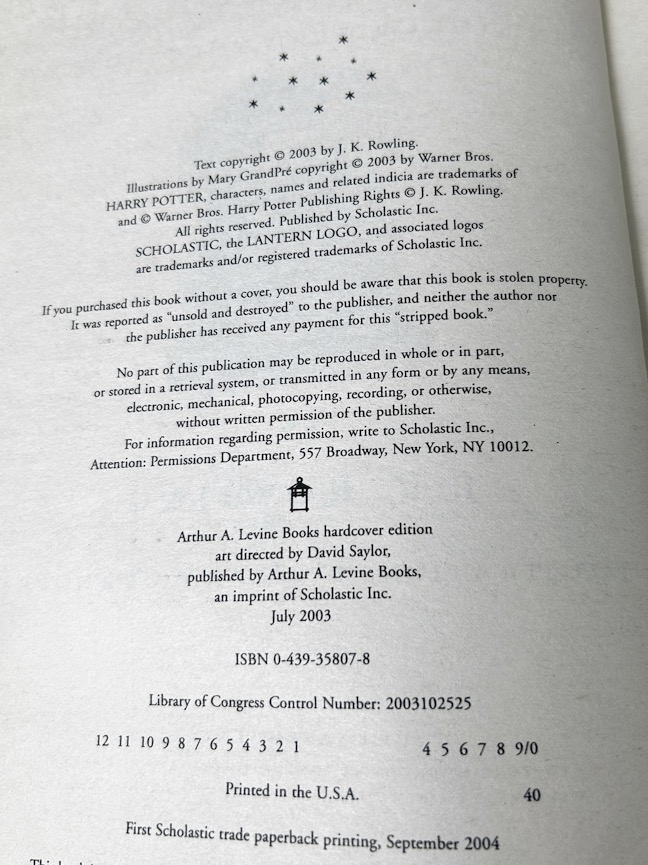 Text copyright © 2003 by J. K. Rowling.
Illustrations by Mary GrandPré copyright © 2003 by Warner Bros.
HARRY POTTER, characters, names and related indicia are trademarks of
and © Warner Bros. Harry Potter Publishing Rights © J. K. Rowling.
All rights reserved. Published by Scholastic Inc.
SCHOLASTIC, the LANTERN LOGO, and associated logos
are trademarks and/or registered trademarks of Scholastic Inc.
If you purchased this book without a cover, you should be aware that this book is stolen property.
It was reported as “unsold and destroyed” to the publisher, and neither the author nor
the publisher has received any payment for this “stripped book.”
No part of this publication may be reproduced in whole or in part,
or stored in a retrieval system, or transmitted in any form or by any means,
electronic, mechanical, photocopying, recording, or otherwise,
without written permission of the publisher.
For information regarding permission, write to Scholastic Inc.,
Attention: Permissions Department, 557 Broadway, New York, NY 10012.
Arthur A. Levine Books hardcover edition
art directed by David Saylor,
published by Arthur A. Levine Books,
an imprint of Scholastic Inc.
July 2003
ISBN 0-439-35807-8
Library of Congress Control Number: 2003102525
12 11 10 9 8 7 6 5 4 3 2 1 4 5 6 7 8 9/0
Printed in the U.S.A. 40
First Scholastic trade paperback printing, September 2004